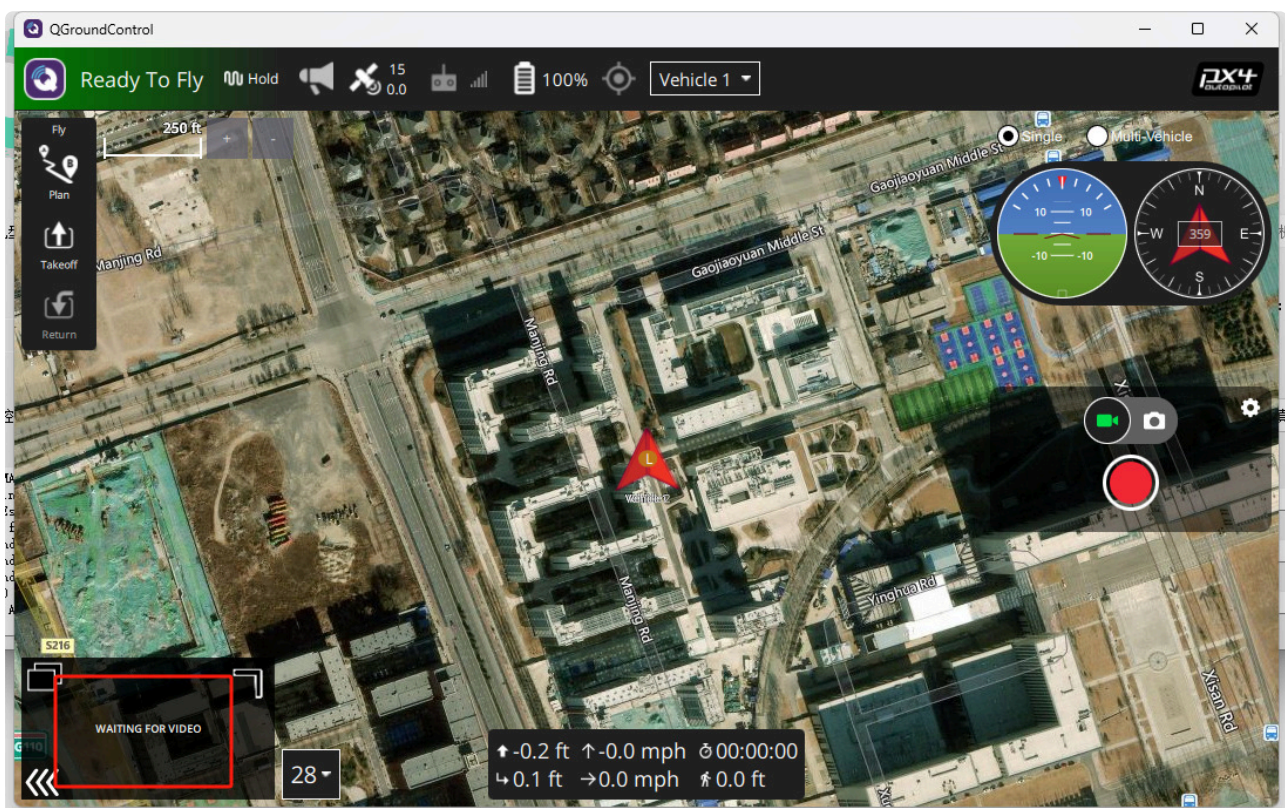 QGroundControl
Ready To Fly
Hold
15
0.0
100%
Vehicle 1
PX4
autopilot
Fly
250 ft
+
-
Single
Multi-Vehicle
Plan
Takeoff
Return
Manjing Rd
Gaojiaoyuan Middle St
Gaojiaoyuan Middle St
10
10
-10
-10
N
W
359
E
S
Manjing Rd
L
Yinghua Rd
Manjing Rd
S216
Xisan Rd
WAITING FOR VIDEO
G110
28
-0.2 ft
-0.0 mph
00:00:00
0.1 ft
0.0 mph
0.0 ft